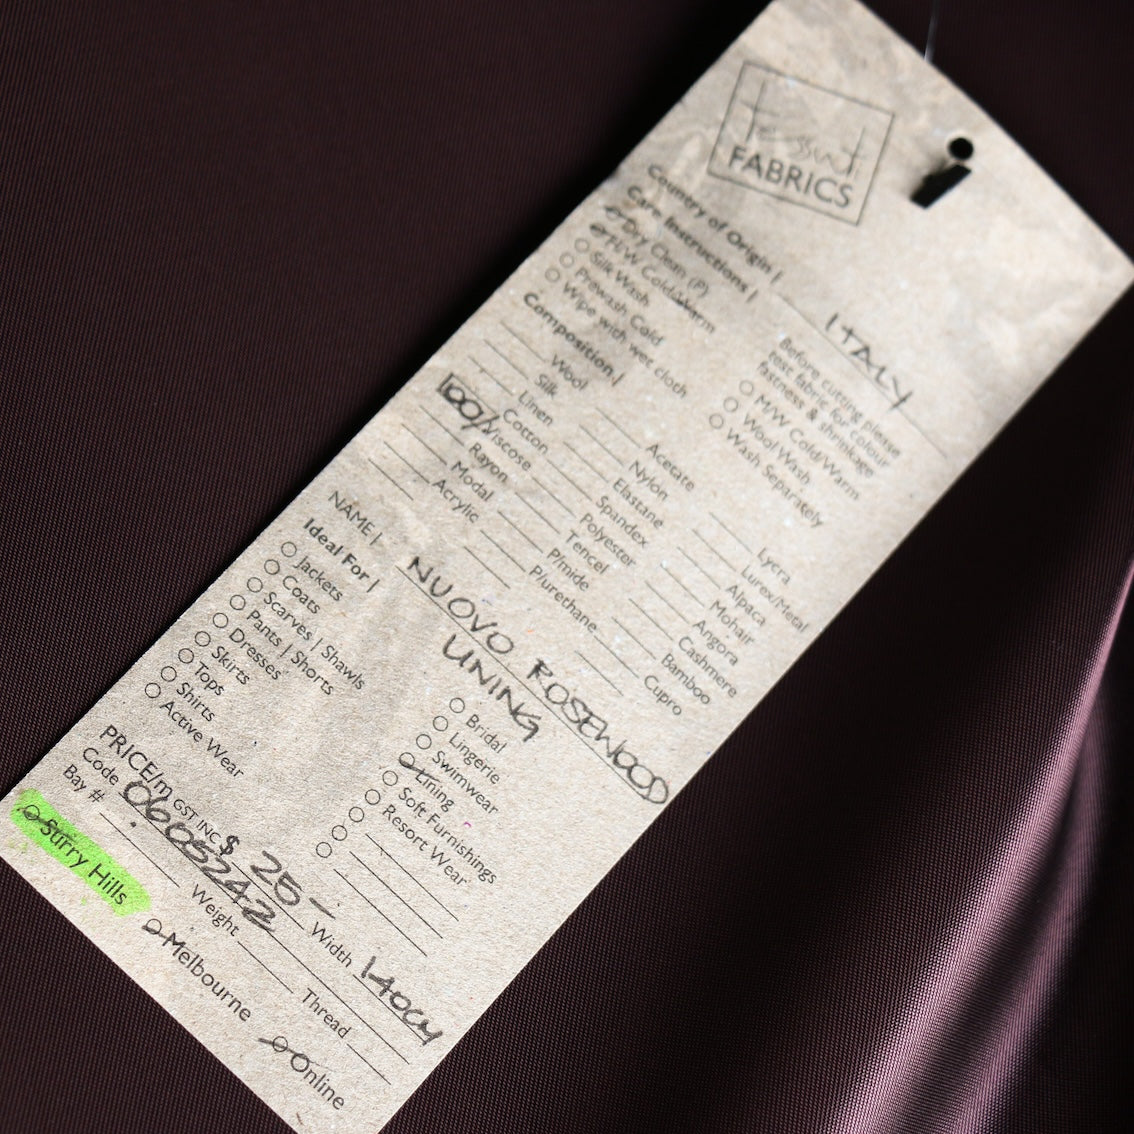 Tessuti
FABRICS
Country of Origin | ITALY
Care Instructions |
Dry Clean (P)
H/W Cold/Warm
Silk Wash
Prewash Cold
Wipe with wet cloth
Before cutting please
test fabric for colour
fastness & shrinkage
M/W Cold/Warm
Wool Wash
Wash Separately
Composition |
Wool
Silk
Linen
Cotton
100% Viscose
Rayon
Modal
Acrylic
Acetate
Nylon
Elastane
Spandex
Polyester
Tencel
P/mide
P/urethane
Lycra
Lurex/Metal
Alpaca
Mohair
Angora
Cashmere
Bamboo
Cupro
NAME | NUOVO ROSEWOOD
LINING
Ideal For |
Jackets
Coats
Scarves | Shawls
Pants | Shorts
Dresses
Skirts
Tops
Shirts
Active Wear
Bridal
Lingerie
Swimwear
Lining
Soft Furnishings
Resort Wear
PRICE/m GST INC $ 25- Width 140CM
Code 06005242 Thread
Bay # Weight
Surry Hills Melbourne Online